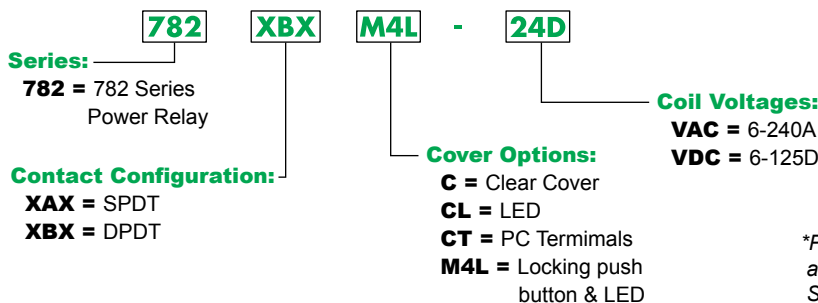 782 XBX M4L - 24D
Series:
782 = 782 Series
Power Relay
Contact Configuration:
XAX = SPDT
XBX = DPDT
Cover Options:
C = Clear Cover
CL = LED
CT = PC Termimals
M4L = Locking push
button & LED
Coil Voltages:
VAC = 6-240A
VDC = 6-125D